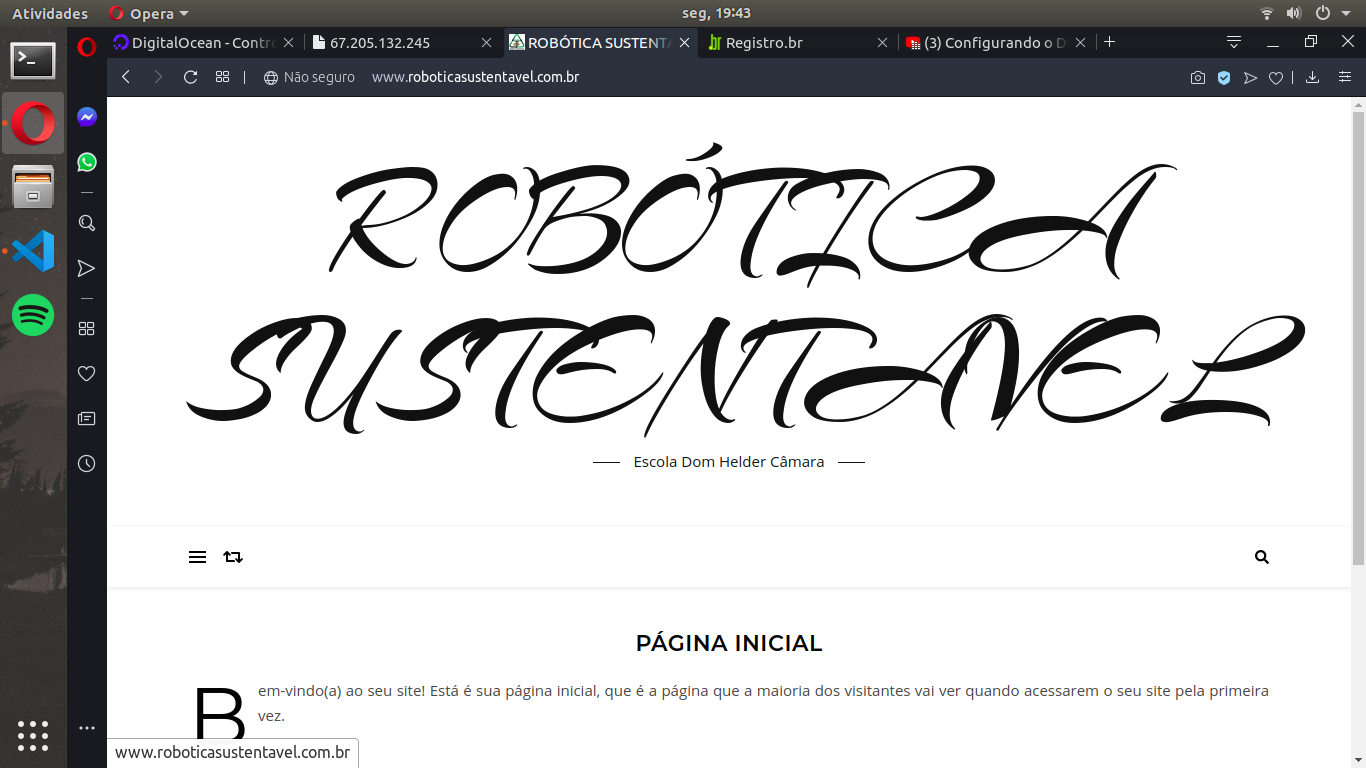 Atividades Opera seg, 19:43
DigitalOcean - Contro 67.205.132.245 ROBÓTICA SUSTENTA Registro.br (3) Configurando o D
Não seguro www.roboticasustentavel.com.br
ROBÓTICA
SUSTENTAVEL
Escola Dom Helder Câmara
PÁGINA INICIAL
Bem-vindo(a) ao seu site! Está é sua página inicial, que é a página que a maioria dos visitantes vai ver quando acessarem o seu site pela primeira
vez.
www.roboticasustentavel.com.br